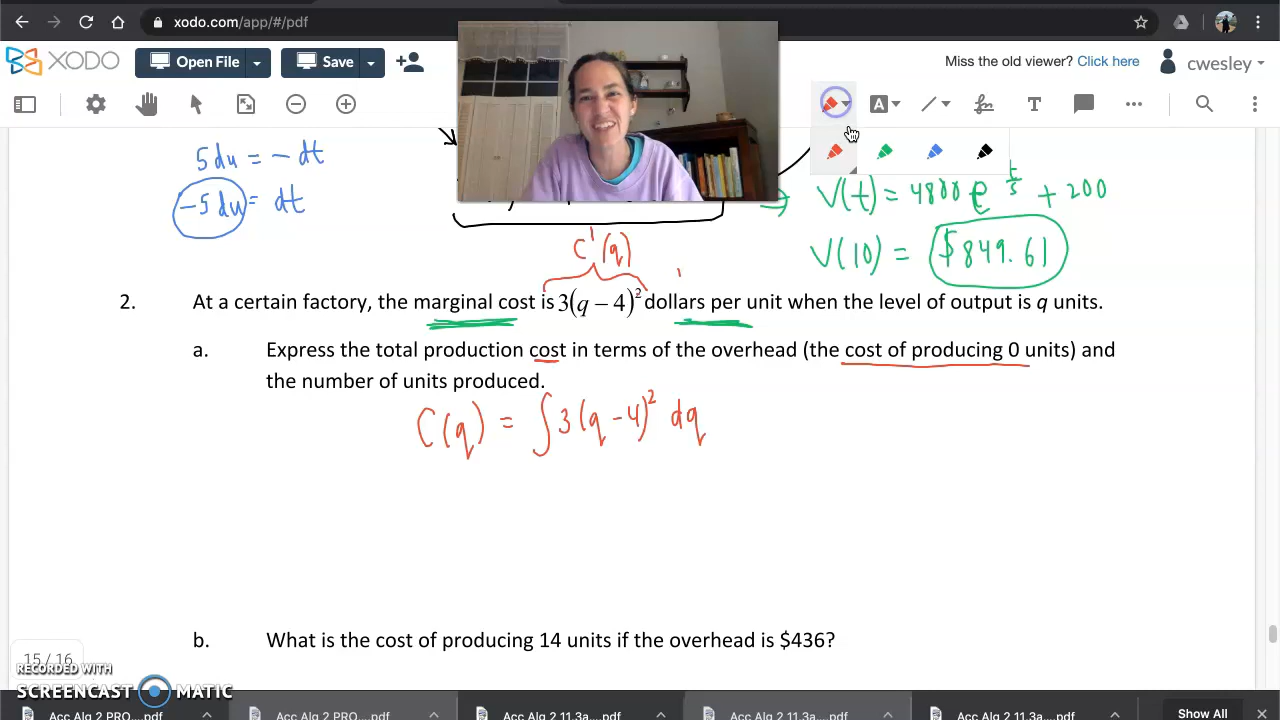 xodo.com/app/#/pdf
XODO
Open File
Save
Miss the old viewer? Click here
cwesley
5 du = - dt
-5 du = dt
V(t) = 4800 e^{t/5} + 200
V(10) = $849.61
C'(q)
2. At a certain factory, the marginal cost is 3(q – 4)² dollars per unit when the level of output is q units.
a. Express the total production cost in terms of the overhead (the cost of producing 0 units) and
the number of units produced.
C(q) = ∫ 3(q-4)² dq
b. What is the cost of producing 14 units if the overhead is $436?
15 / 16
RECORDED WITH
SCREENCAST MATIC
Acc Alg 2 PRO....pdf
Acc Alg 2 PRO....pdf
Acc Alg 2 11.3a....pdf
Acc Alg 2 11.3a....pdf
Acc Alg 2 11.3a....pdf
Show All